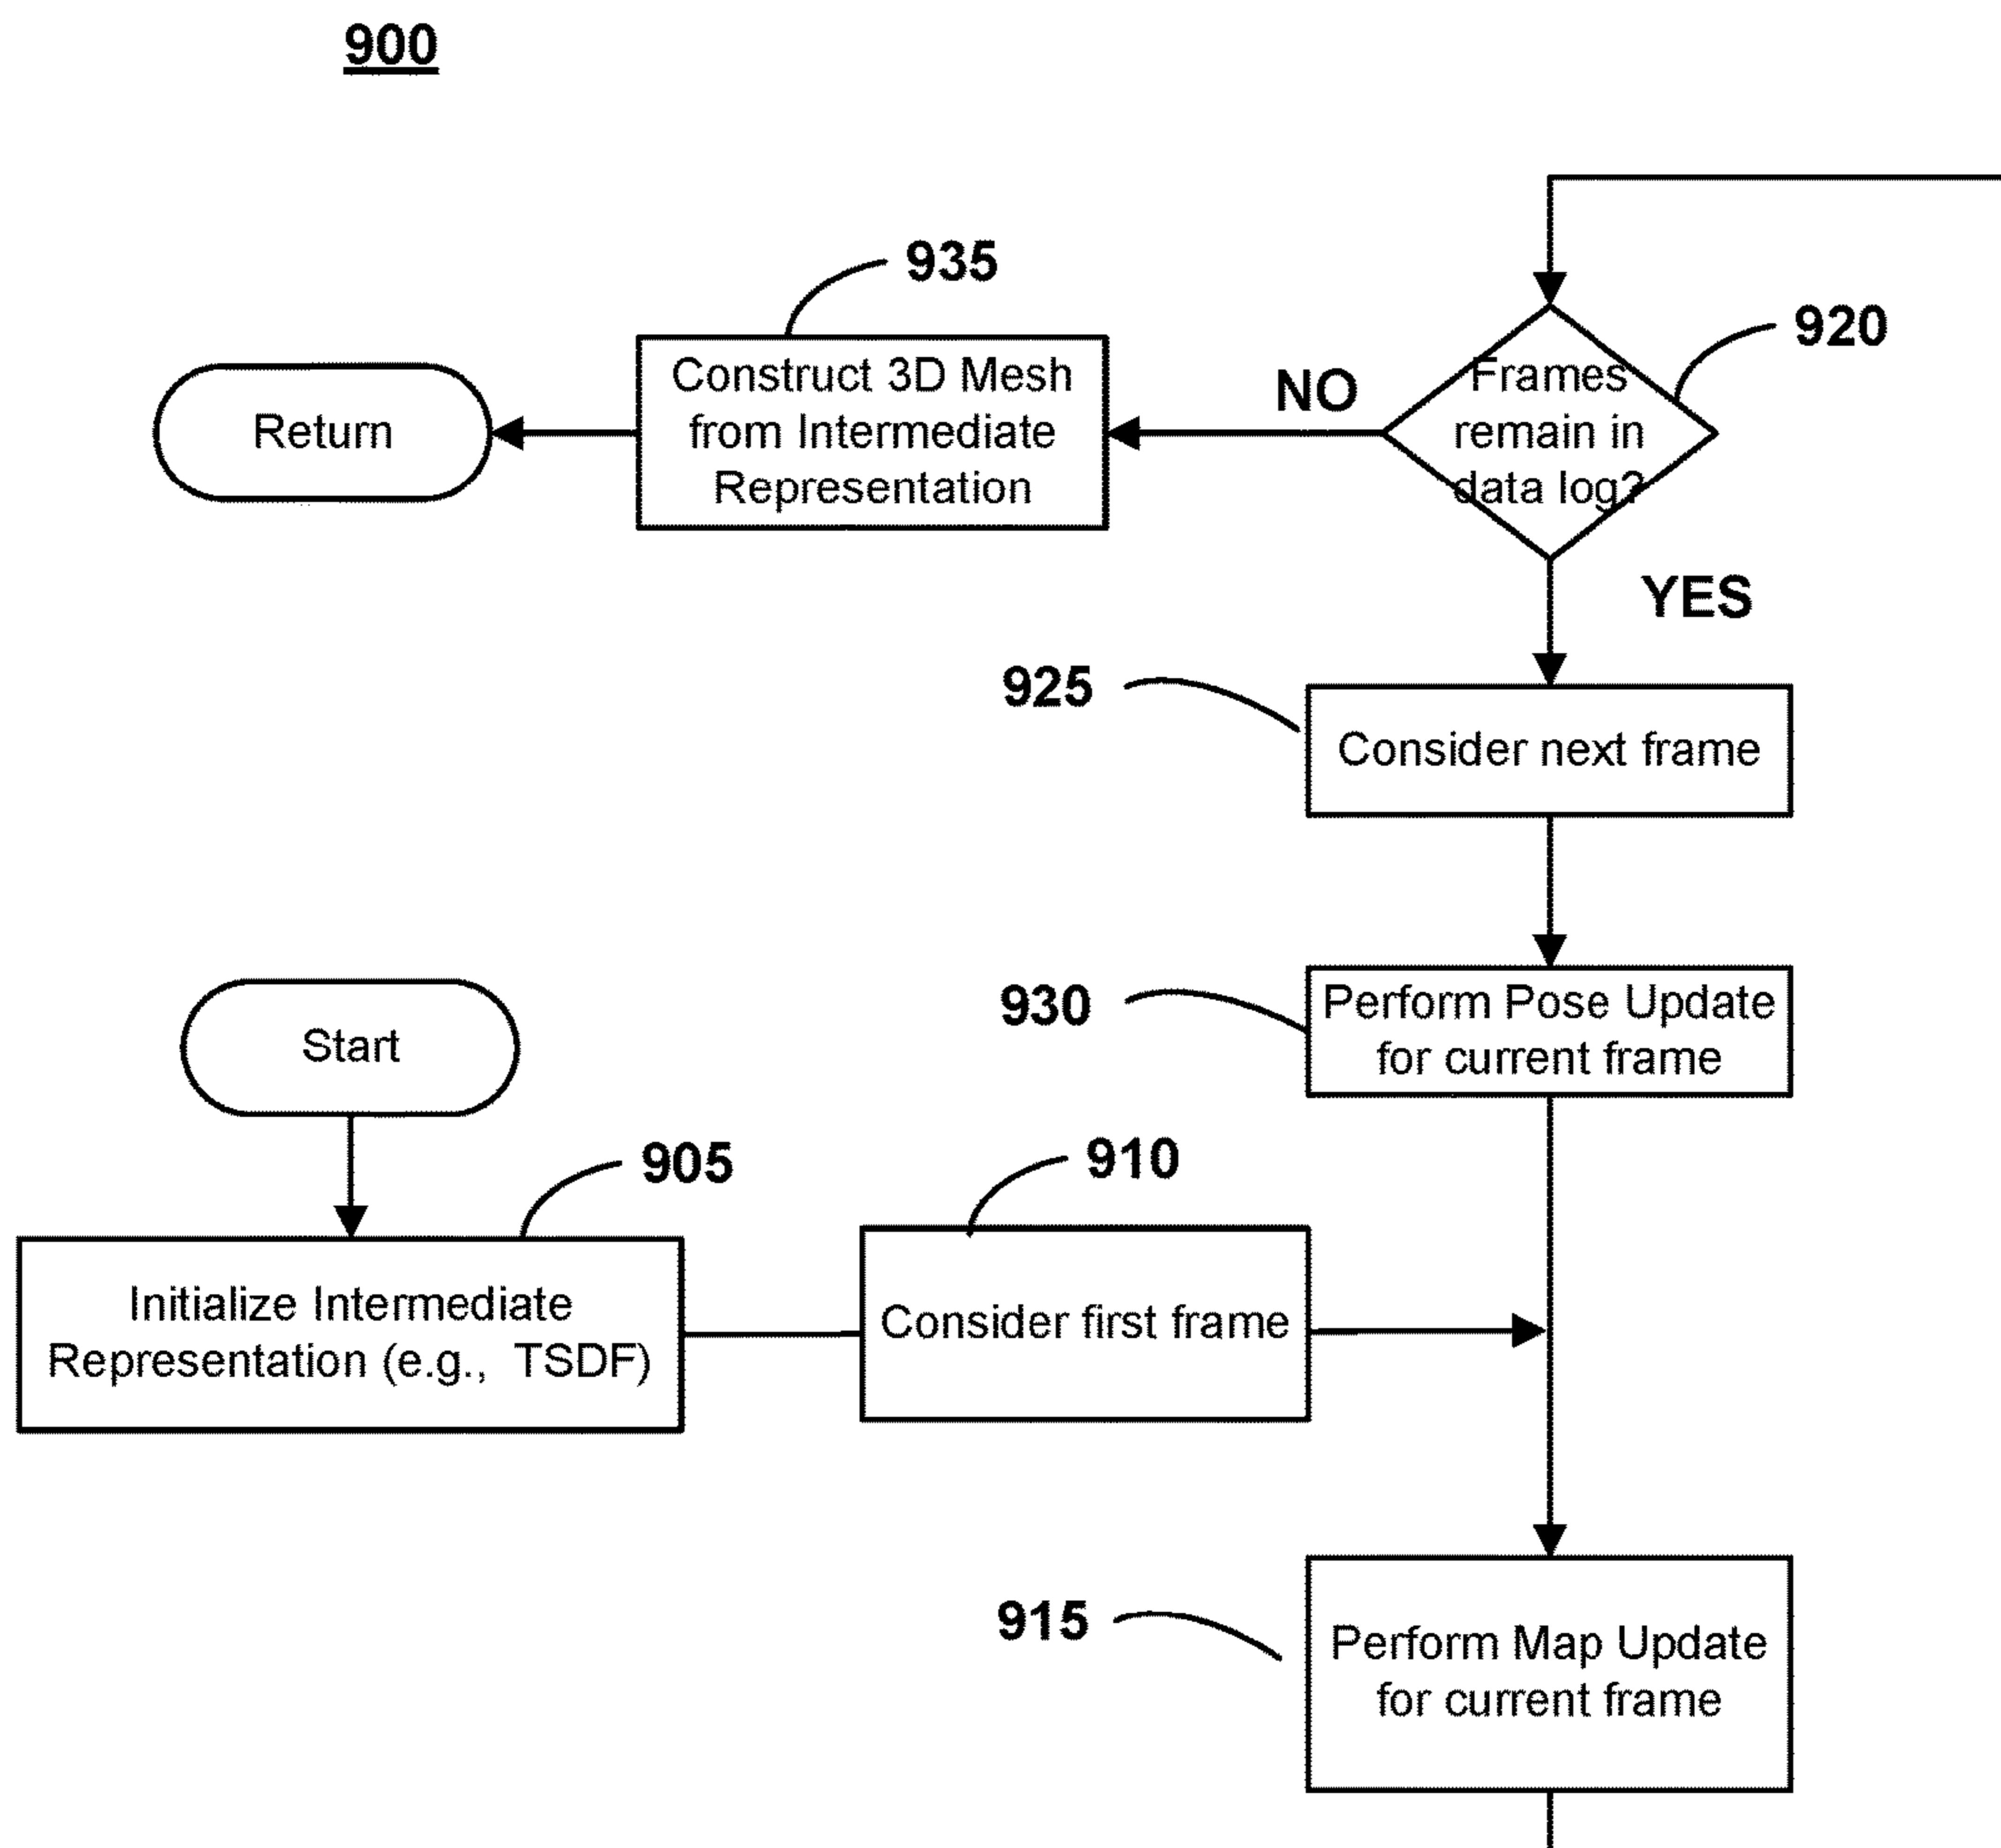 900
935
920
Construct 3D Mesh
from Intermediate
Representation
Return
NO
Frames
remain in
data log?
YES
925
Consider next frame
930
Perform Pose Update
for current frame
Start
905
910
Initialize Intermediate
Representation (e.g., TSDF)
Consider first frame
915
Perform Map Update
for current frame